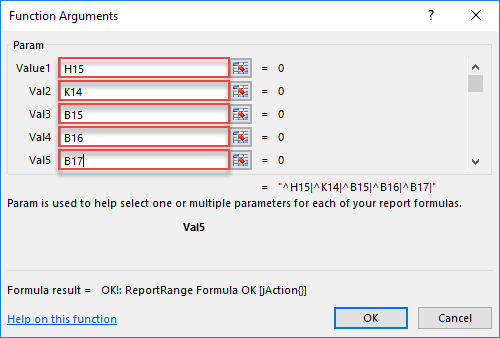 Function Arguments ? ×
Param
Value1 H15 = 0
Val2 K14 = 0
Val3 B15 = 0
Val4 B16 = 0
Val5 B17 = 0
= "^H15|^K14|^B15|^B16|^B17|"
Param is used to help select one or multiple parameters for each of your report formulas.
Val5
Formula result = OK!: ReportRange Formula OK [jAction{}]
Help on this function OK Cancel